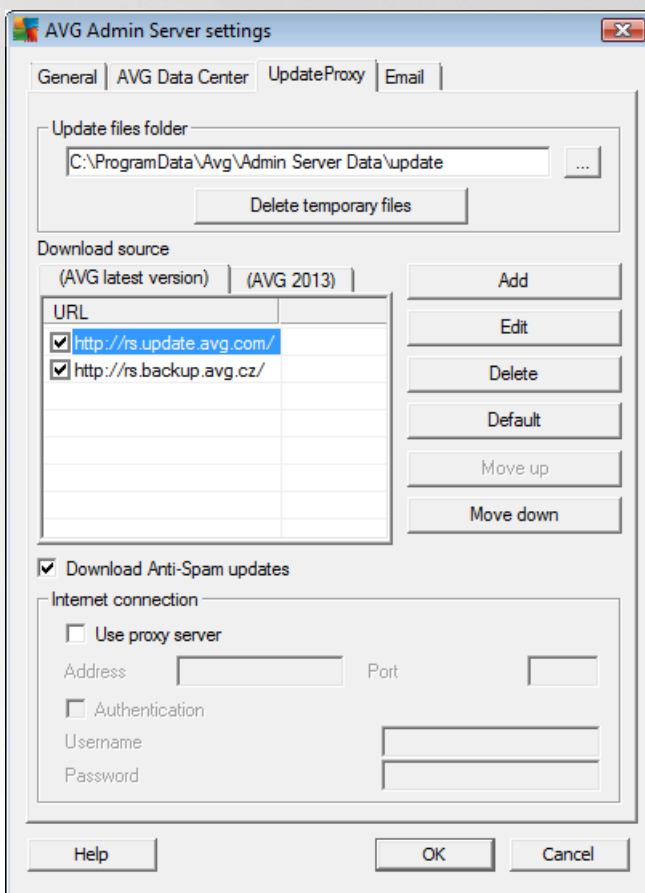 AVG Admin Server settings
General AVG Data Center UpdateProxy Email
Update files folder
C:\ProgramData\Avg\Admin Server Data\update ...
Delete temporary files
Download source
(AVG latest version) (AVG 2013)
URL
http://rs.update.avg.com/
http://rs.backup.avg.cz/
Add
Edit
Delete
Default
Move up
Move down
Download Anti-Spam updates
Internet connection
Use proxy server
Address Port
Authentication
Username
Password
Help OK Cancel